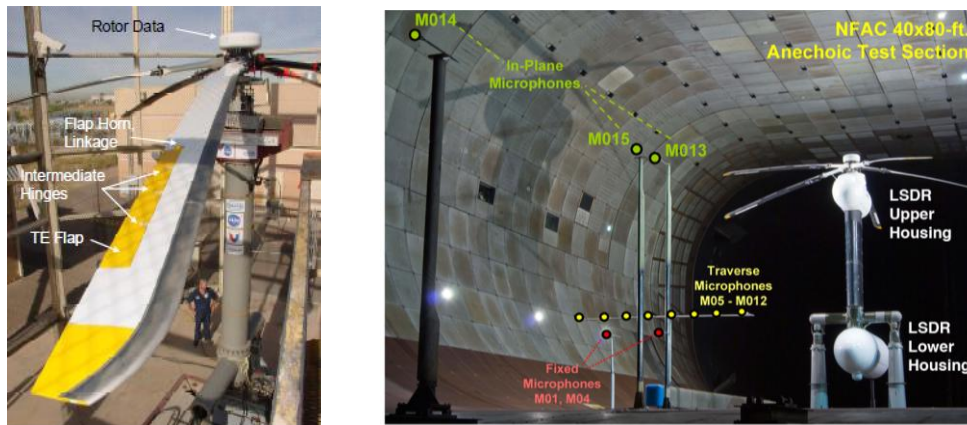 Rotor Data
Flap Horn,
Linkage
Intermediate
Hinges
TE Flap
M014
NFAC 40x80-ft.
Anechoic Test Section
In-Plane
Microphones
M015
M013
LSDR
Upper
Housing
Traverse
Microphones
M05 - M012
LSDR
Lower
Housing
Fixed
Microphones
M01, M04